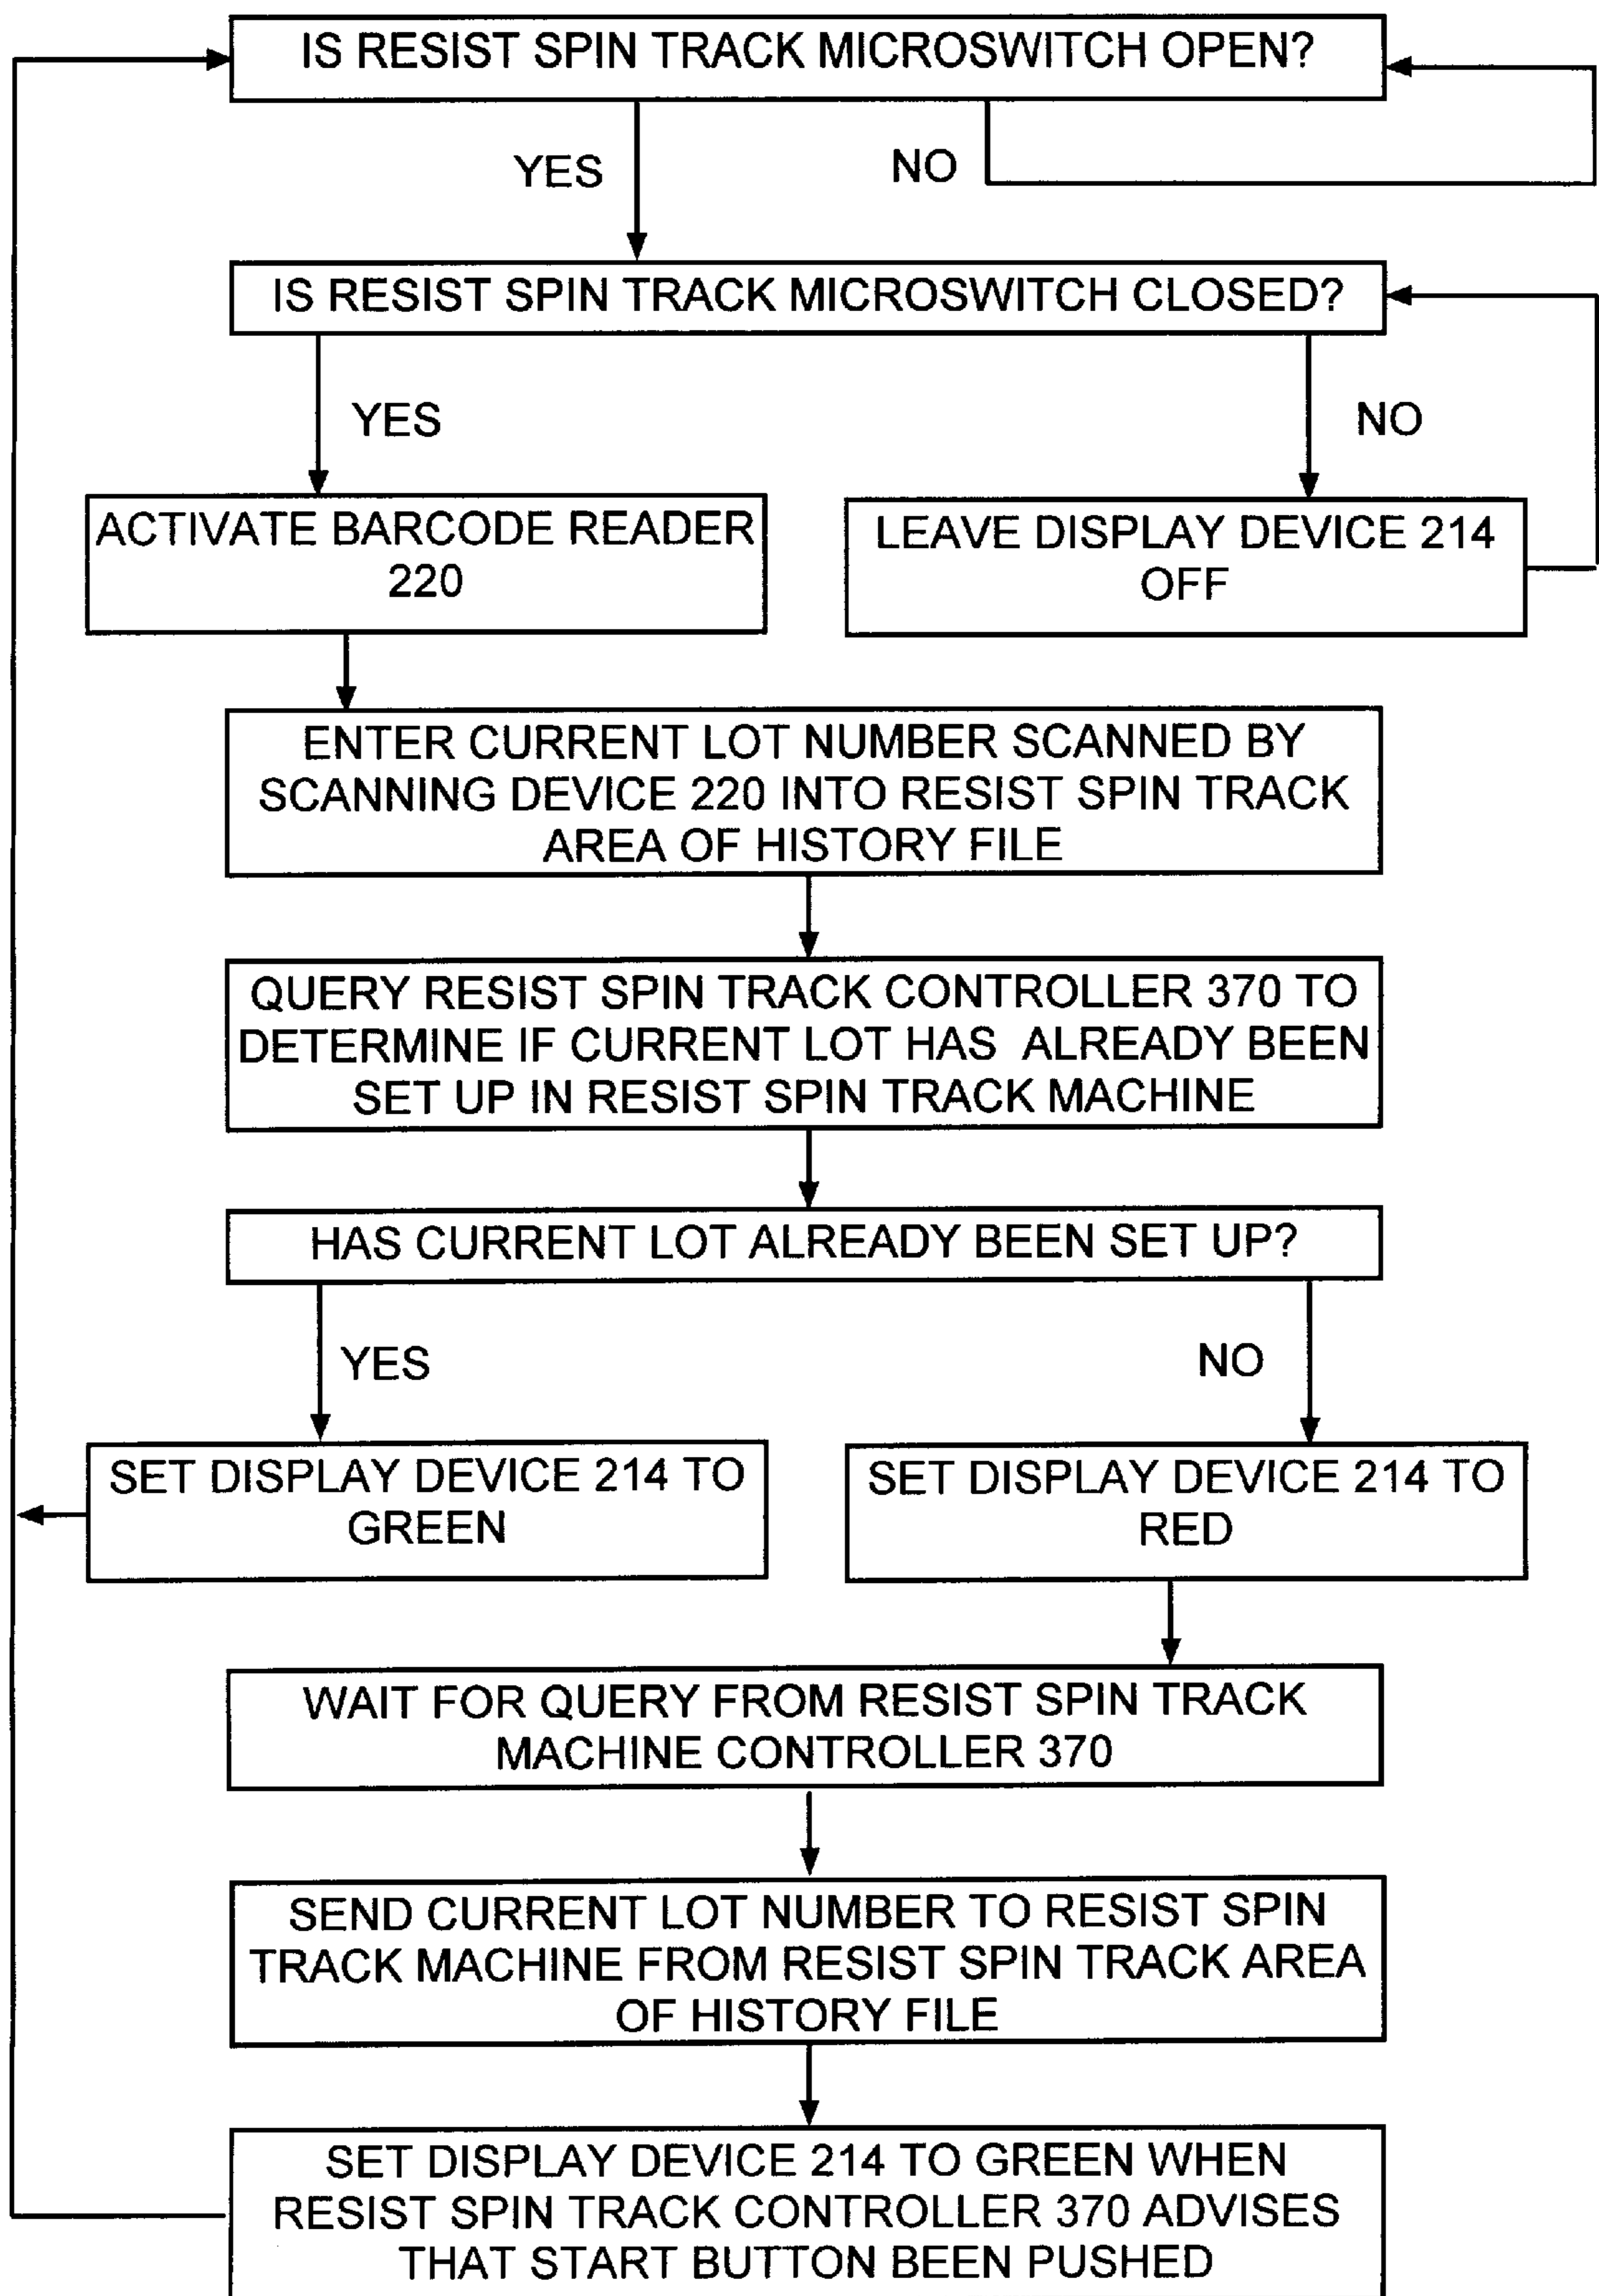 IS RESIST SPIN TRACK MICROSWITCH OPEN?
YES
NO
IS RESIST SPIN TRACK MICROSWITCH CLOSED?
YES
NO
ACTIVATE BARCODE READER
220
LEAVE DISPLAY DEVICE 214
OFF
ENTER CURRENT LOT NUMBER SCANNED BY
SCANNING DEVICE 220 INTO RESIST SPIN TRACK
AREA OF HISTORY FILE
QUERY RESIST SPIN TRACK CONTROLLER 370 TO
DETERMINE IF CURRENT LOT HAS ALREADY BEEN
SET UP IN RESIST SPIN TRACK MACHINE
HAS CURRENT LOT ALREADY BEEN SET UP?
YES
NO
SET DISPLAY DEVICE 214 TO
GREEN
SET DISPLAY DEVICE 214 TO
RED
WAIT FOR QUERY FROM RESIST SPIN TRACK
MACHINE CONTROLLER 370
SEND CURRENT LOT NUMBER TO RESIST SPIN
TRACK MACHINE FROM RESIST SPIN TRACK AREA
OF HISTORY FILE
SET DISPLAY DEVICE 214 TO GREEN WHEN
RESIST SPIN TRACK CONTROLLER 370 ADVISES
THAT START BUTTON BEEN PUSHED